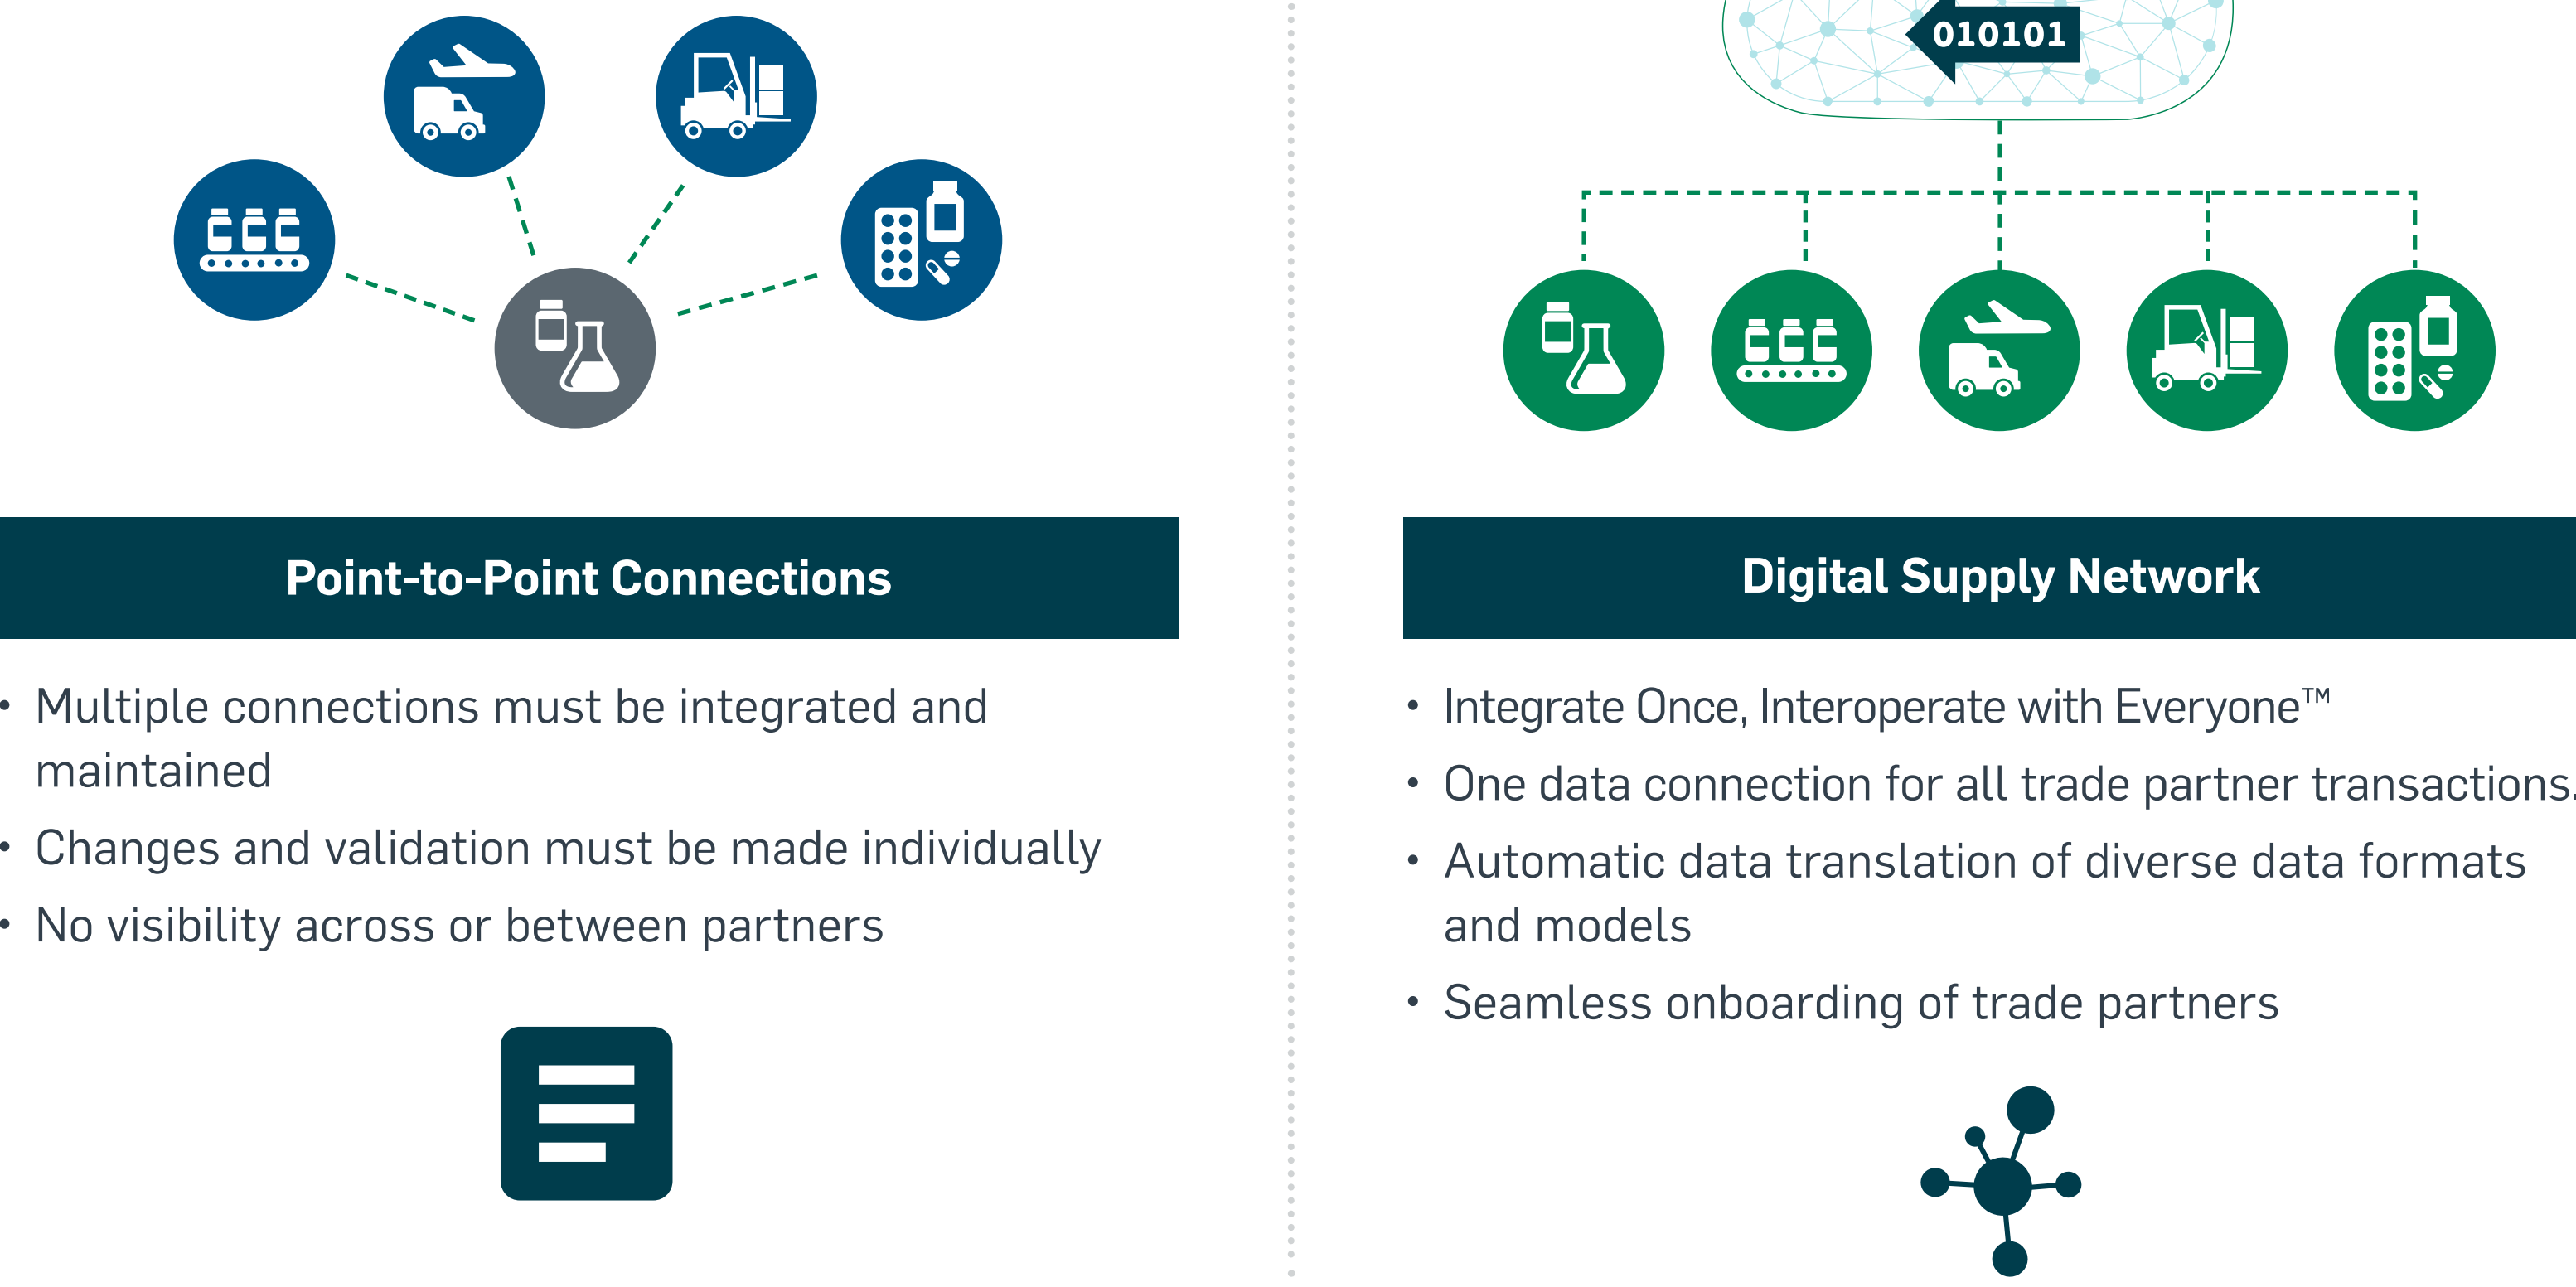 010101
Point-to-Point Connections
• Multiple connections must be integrated and
maintained
• Changes and validation must be made individually
• No visibility across or between partners
Digital Supply Network
• Integrate Once, Interoperate with Everyone™
• One data connection for all trade partner transactions.
• Automatic data translation of diverse data formats
and models
• Seamless onboarding of trade partners